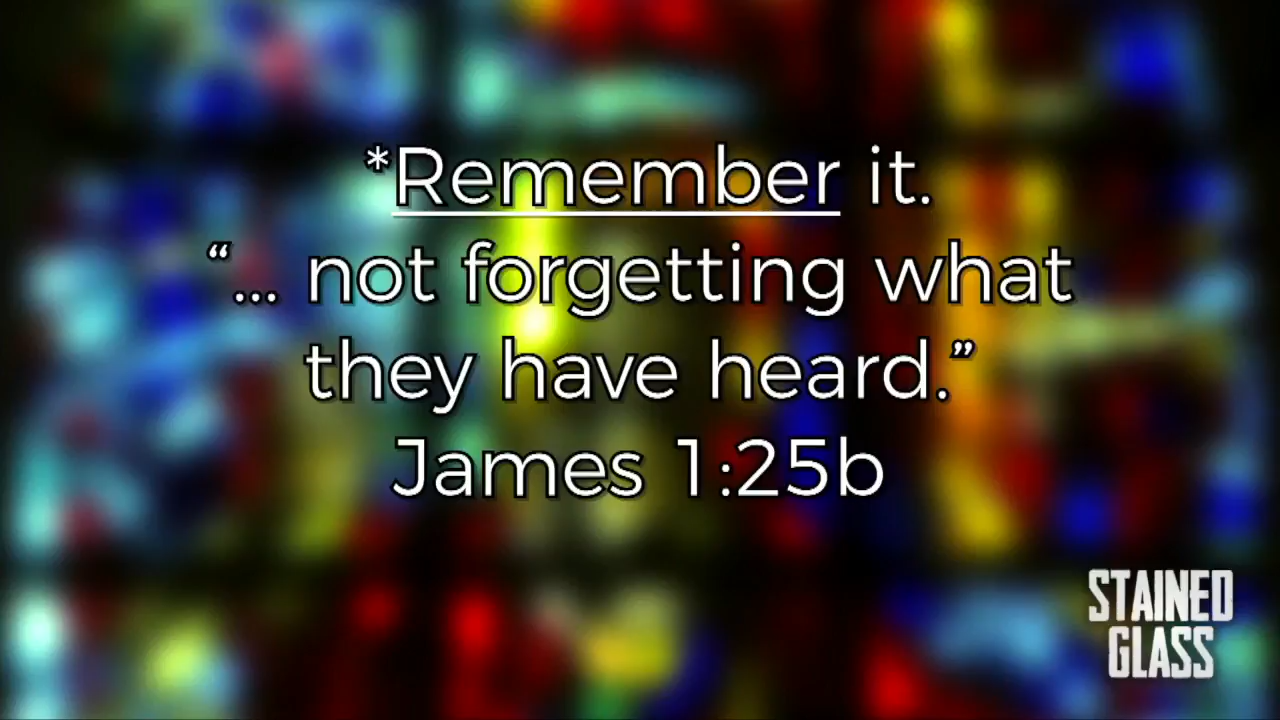 *Remember it.
“... not forgetting what
they have heard.”
James 1:25b
STAINED
GLASS